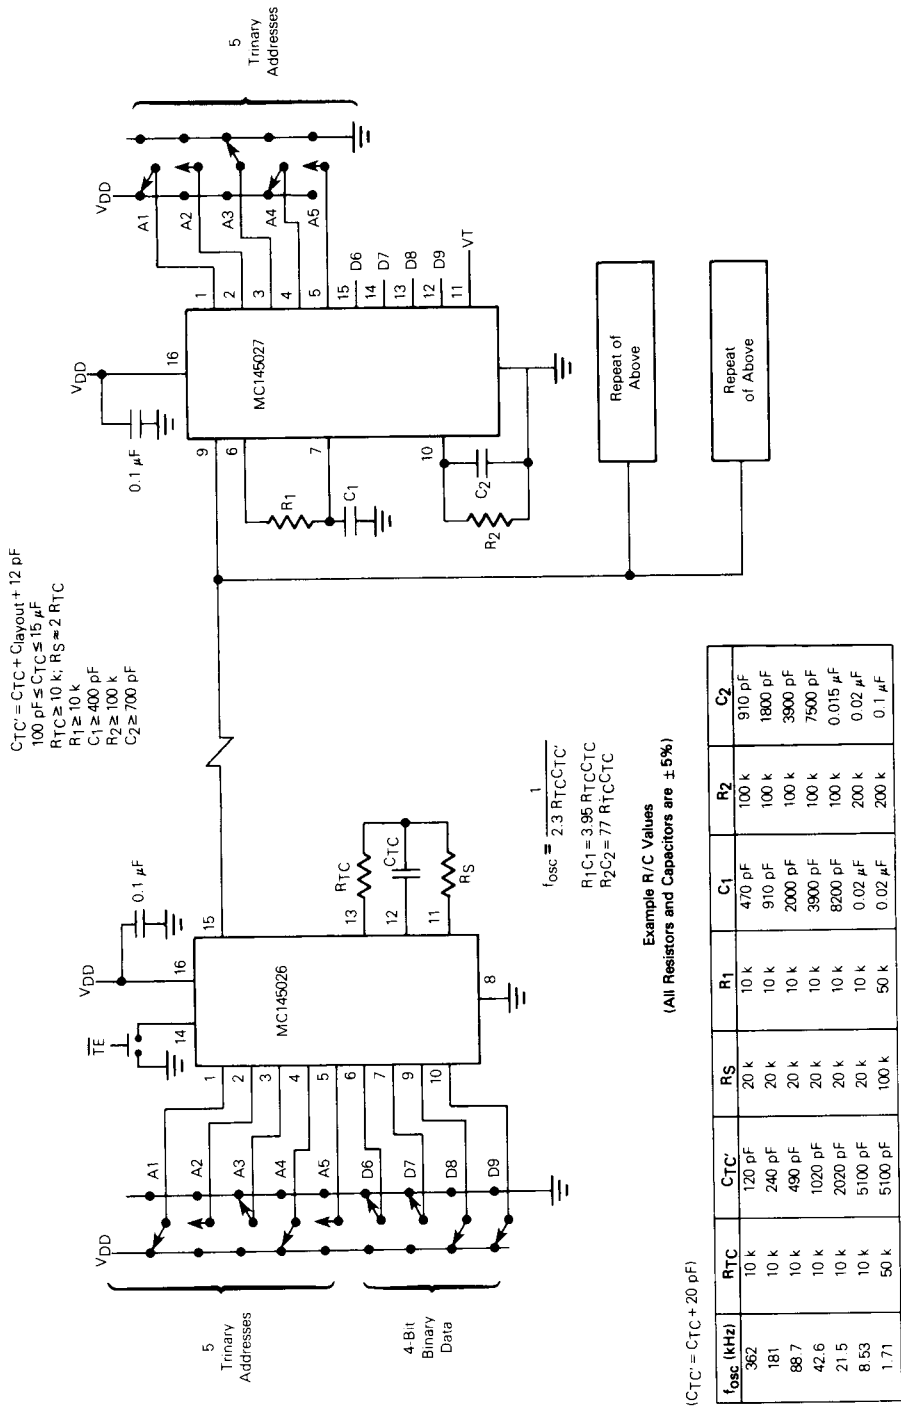 CTC' = CTC + Clayout + 12 pF
100 pF ≤ CTC ≤ 15 μF
RTC ≥ 10 k; RS ≈ 2 RTC
R1 ≥ 10 k
C1 ≥ 400 pF
R2 ≥ 100 k
C2 ≥ 700 pF
VDD
TE
0.1 μF
14
16
15
MC145026
1
2
3
4
5
6
7
9
10
13
12
11
8
RTC
CTC
RS
VDD
A1
A2
A3
A4
A5
D6
D7
D8
D9
5
Trinary
Addresses
4-Bit
Binary
Data
VDD
0.1 μF
16
9
6
7
10
MC145027
R1
C1
R2
C2
1
2
3
4
5
15
14
13
12
11
D6
D7
D8
D9
VT
VDD
A1
A2
A3
A4
A5
5
Trinary
Addresses
Repeat of
Above
Repeat
of Above
fosc ≅ 1 / 2.3 RTCCTC'
R1C1 = 3.95 RTCCTC
R2C2 = 77 RTCCTC
Example R/C Values
(All Resistors and Capacitors are ± 5%)
(CTC' = CTC + 20 pF)
fosc (kHz) RTC CTC' RS R1 C1 R2 C2
362 10 k 120 pF 20 k 10 k 470 pF 100 k 910 pF
181 10 k 240 pF 20 k 10 k 910 pF 100 k 1800 pF
88.7 10 k 490 pF 20 k 10 k 2000 pF 100 k 3900 pF
42.6 10 k 1020 pF 20 k 10 k 3900 pF 100 k 7500 pF
21.5 10 k 2020 pF 20 k 10 k 8200 pF 100 k 0.015 μF
8.53 10 k 5100 pF 20 k 10 k 0.02 μF 200 k 0.02 μF
1.71 50 k 5100 pF 100 k 50 k 0.02 μF 200 k 0.1 μF